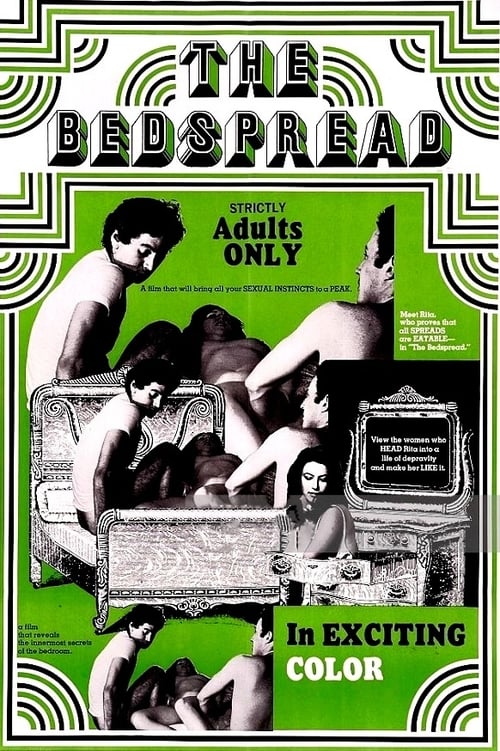 THE
BEDSPREAD
STRICTLY
Adults
ONLY
A film that will bring all your SEXUAL INSTINCTS to a PEAK.
Meet Rita,
who proves that
all SPREADS
are EATABLE—
in "The Bedspread."
View the women who
HEAD Rita into a
life of depravity
and make her LIKE it.
a film
that reveals
the innermost secrets
of the bedroom.
In EXCITING
COLOR